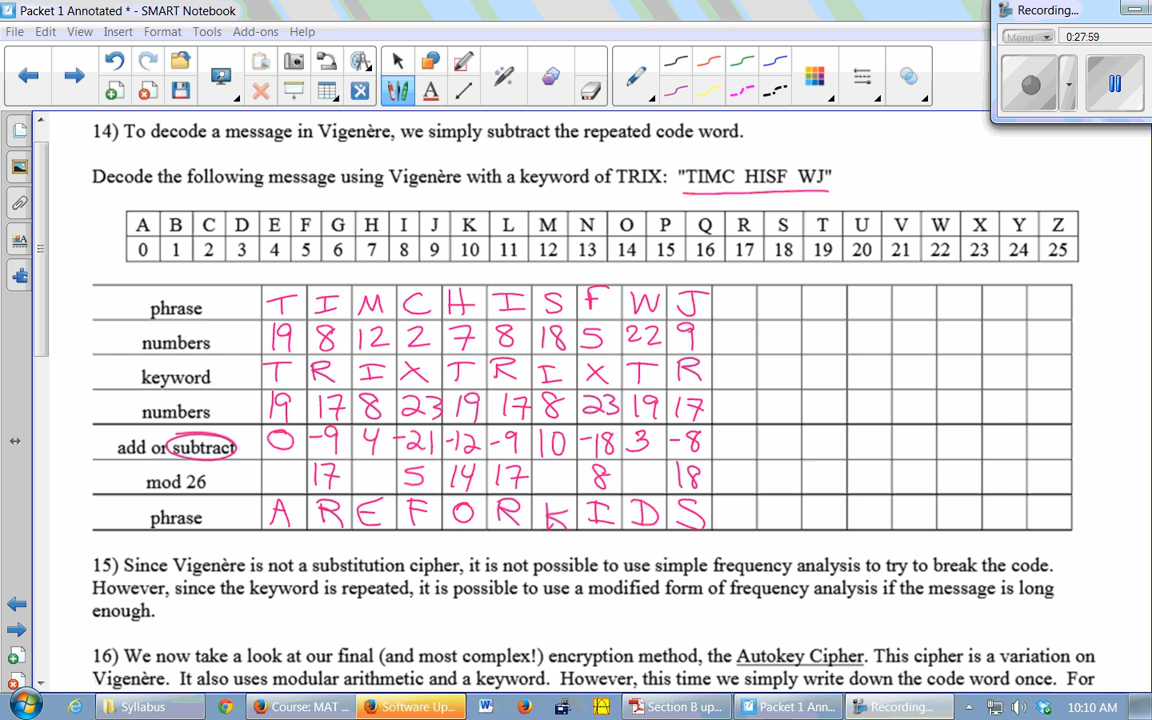 Packet 1 Annotated * - SMART Notebook
Recording...
File Edit View Insert Format Tools Add-ons Help
Menu
0:27:59
14) To decode a message in Vigenère, we simply subtract the repeated code word.
Decode the following message using Vigenère with a keyword of TRIX: "TIMC HISF WJ"
A B C D E F G H I J K L M N O P Q R S T U V W X Y Z
0 1 2 3 4 5 6 7 8 9 10 11 12 13 14 15 16 17 18 19 20 21 22 23 24 25
phrase T I M C H I S F W J
numbers 19 8 12 2 7 8 18 5 22 9
keyword T R I X T R I X T R
numbers 19 17 8 23 19 17 8 23 19 17
add or subtract 0 -9 4 -21 -12 -9 10 -18 3 -8
mod 26 17 5 14 17 8 18
phrase A R E F O R K I D S
15) Since Vigenère is not a substitution cipher, it is not possible to use simple frequency analysis to try to break the code.
However, since the keyword is repeated, it is possible to use a modified form of frequency analysis if the message is long
enough.
16) We now take a look at our final (and most complex!) encryption method, the Autokey Cipher. This cipher is a variation on
Vigenère. It also uses modular arithmetic and a keyword. However, this time we simply write down the code word once. For
Syllabus
Course: MAT ...
Software Up...
Section B up...
Packet 1 Ann...
Recording...
10:10 AM